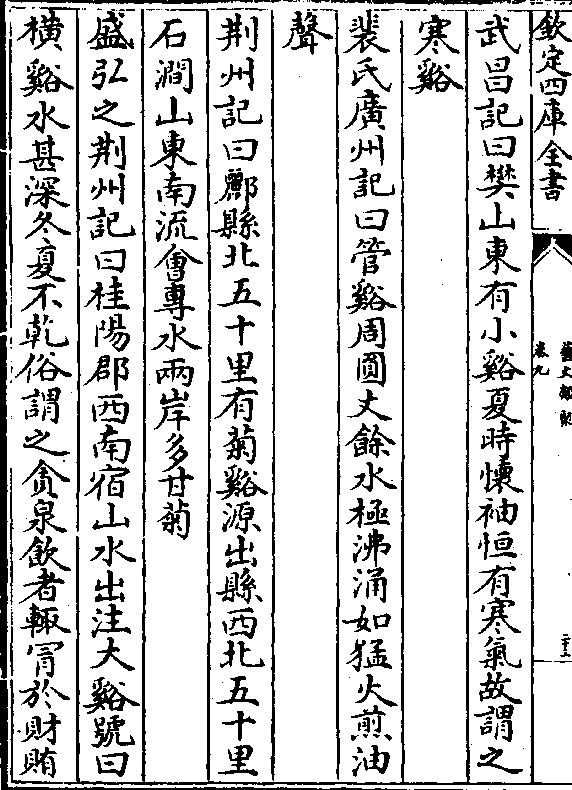 欽定四庫全書
藝文類聚
卷九
武昌記曰樊山東有小谿夏時懷袖恒有寒氣故謂之
寒谿
裴氏廣州記曰管谿周圓丈餘水極沸涌如猛火煎油
聲
荆州記曰酈縣北五十里有菊谿源出縣西北五十里
石澗山東南流會專水兩岸多甘菊
盛弘之荆州記曰桂陽郡西南宿山水出注大谿號曰
橫谿水甚深冬夏不乾俗謂之貪泉飲者輙冐於財賄